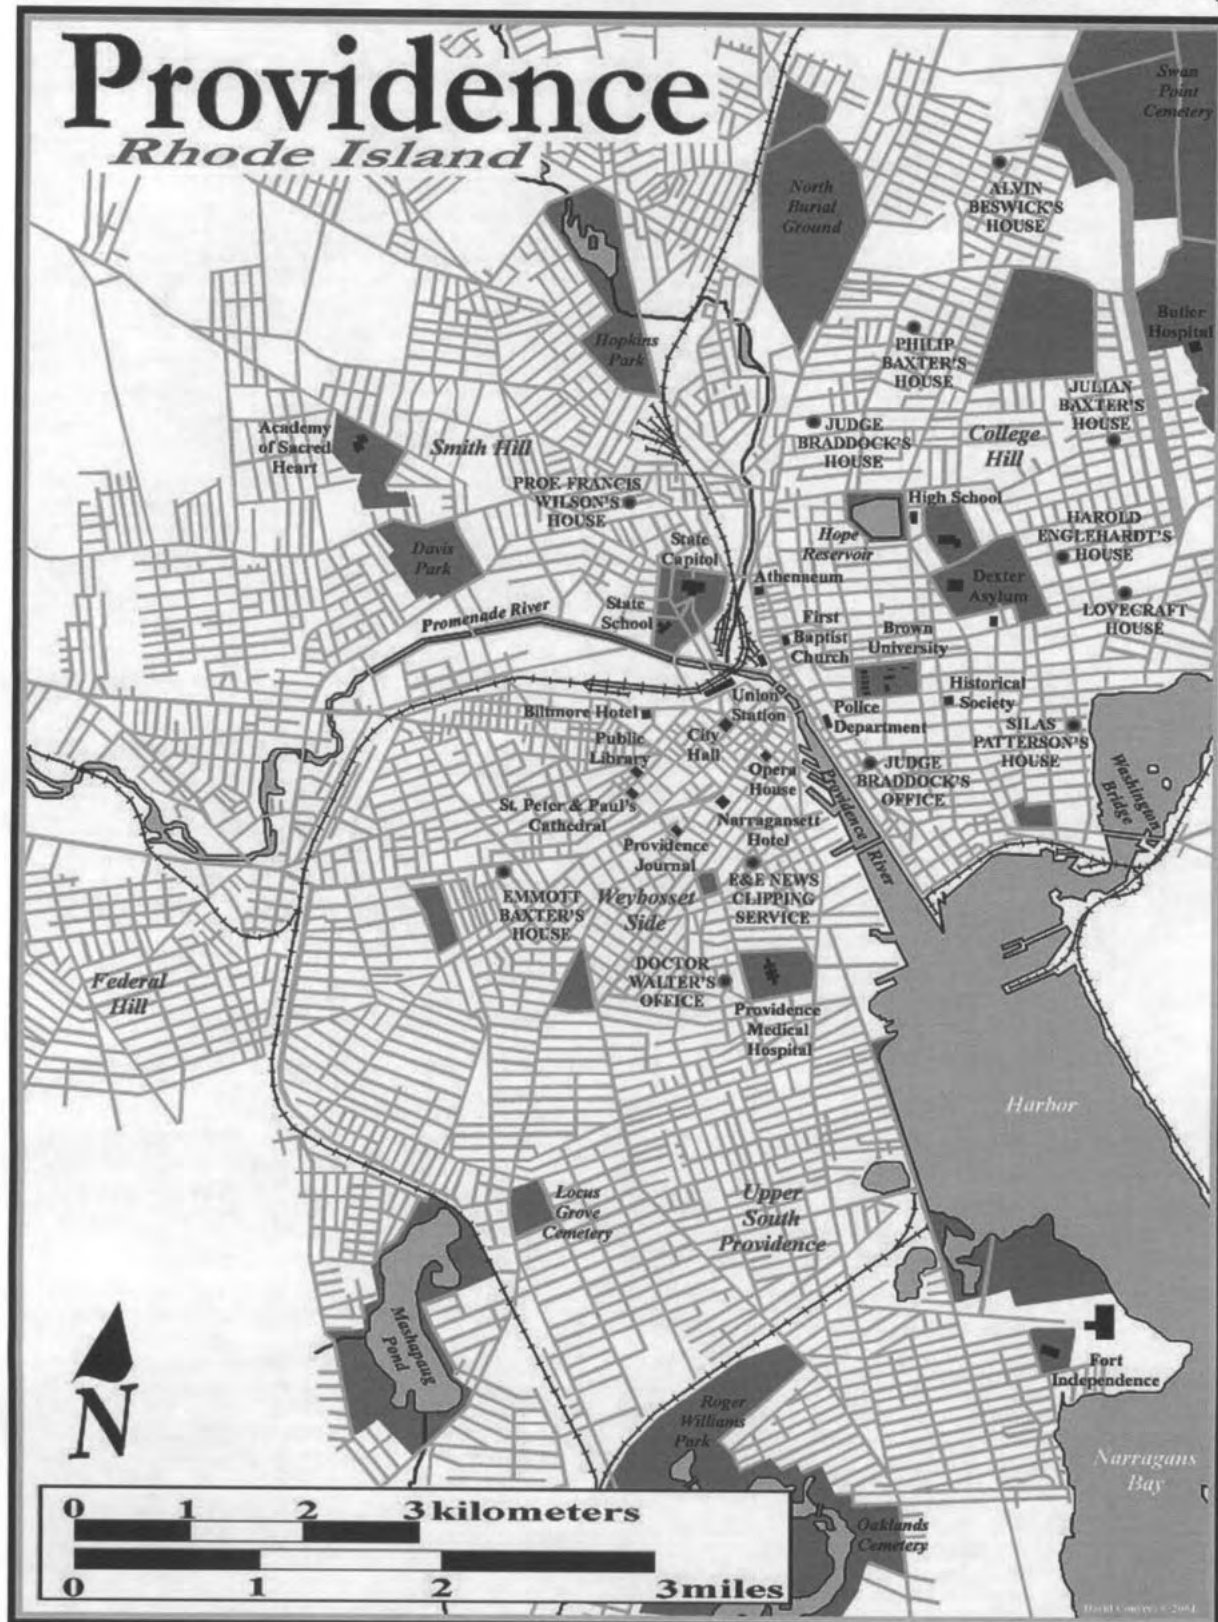 Providence
Rhode Island
Swan
Point
Cemetery
North
Burial
Ground
ALVIN
BESWICK'S
HOUSE
Butler
Hospital
Hopkins
Park
PHILIP
BAXTER'S
HOUSE
JULIAN
BAXTER'S
HOUSE
Academy
of Sacred
Heart
Smith Hill
JUDGE
BRADDOCK'S
HOUSE
College
Hill
PROF. FRANCIS
WILSON'S
HOUSE
High School
Hope
Reservoir
HAROLD
ENGLEHARDT'S
HOUSE
Davis
Park
State
Capitol
Athenaeum
Dexter
Asylum
LOVECRAFT
HOUSE
Promenade River
State
School
First
Baptist
Church
Brown
University
Union
Station
Historical
Society
Biltmore Hotel
Police
Department
SILAS
PATTERSON'S
HOUSE
Public
Library
City
Hall
Opera
House
JUDGE
BRADDOCK'S
OFFICE
Washington
Bridge
Providence
River
St. Peter & Paul's
Cathedral
Narragansett
Hotel
Providence
Journal
EMMOTT
BAXTER'S
HOUSE
Weybosset
Side
E&E NEWS
CLIPPING
SERVICE
Federal
Hill
DOCTOR
WALTER'S
OFFICE
Providence
Medical
Hospital
Harbor
Locus
Grove
Cemetery
Upper
South
Providence
Mashapaug
Pond
Fort
Independence
N
Roger
Williams
Park
Narragans
Bay
Oaklands
Cemetery
0 1 2 3 kilometers
0 1 2 3 miles